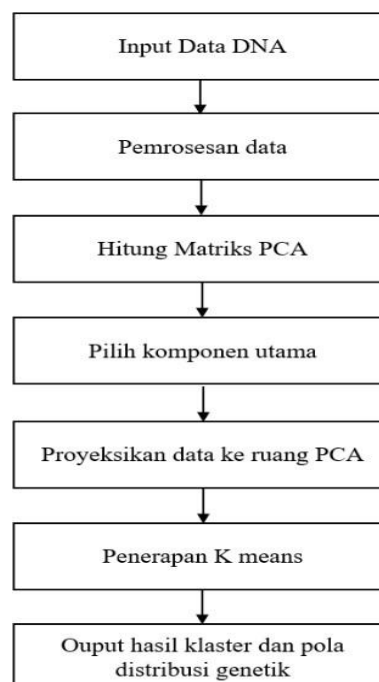 Input Data DNA
Pemrosesan data
Hitung Matriks PCA
Pilih komponen utama
Proyeksikan data ke ruang PCA
Penerapan K means
Ouput hasil klaster dan pola
distribusi genetik